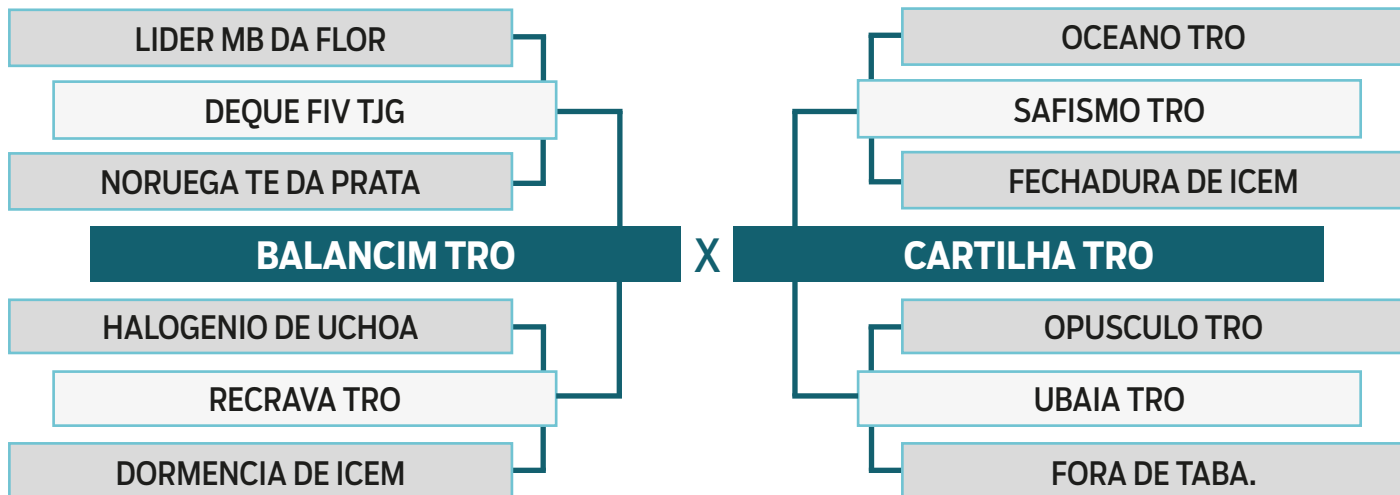 LIDER MB DA FLOR
DEQUE FIV TJG
NORUEGA TE DA PRATA
BALANCIM TRO
HALOGENIO DE UCHOA
RECRAVA TRO
DORMENCIA DE ICEM
X
OCEANO TRO
SAFISMO TRO
FECHADURA DE ICEM
CARTILHA TRO
OPUSCULO TRO
UBAIA TRO
FORA DE TABA.